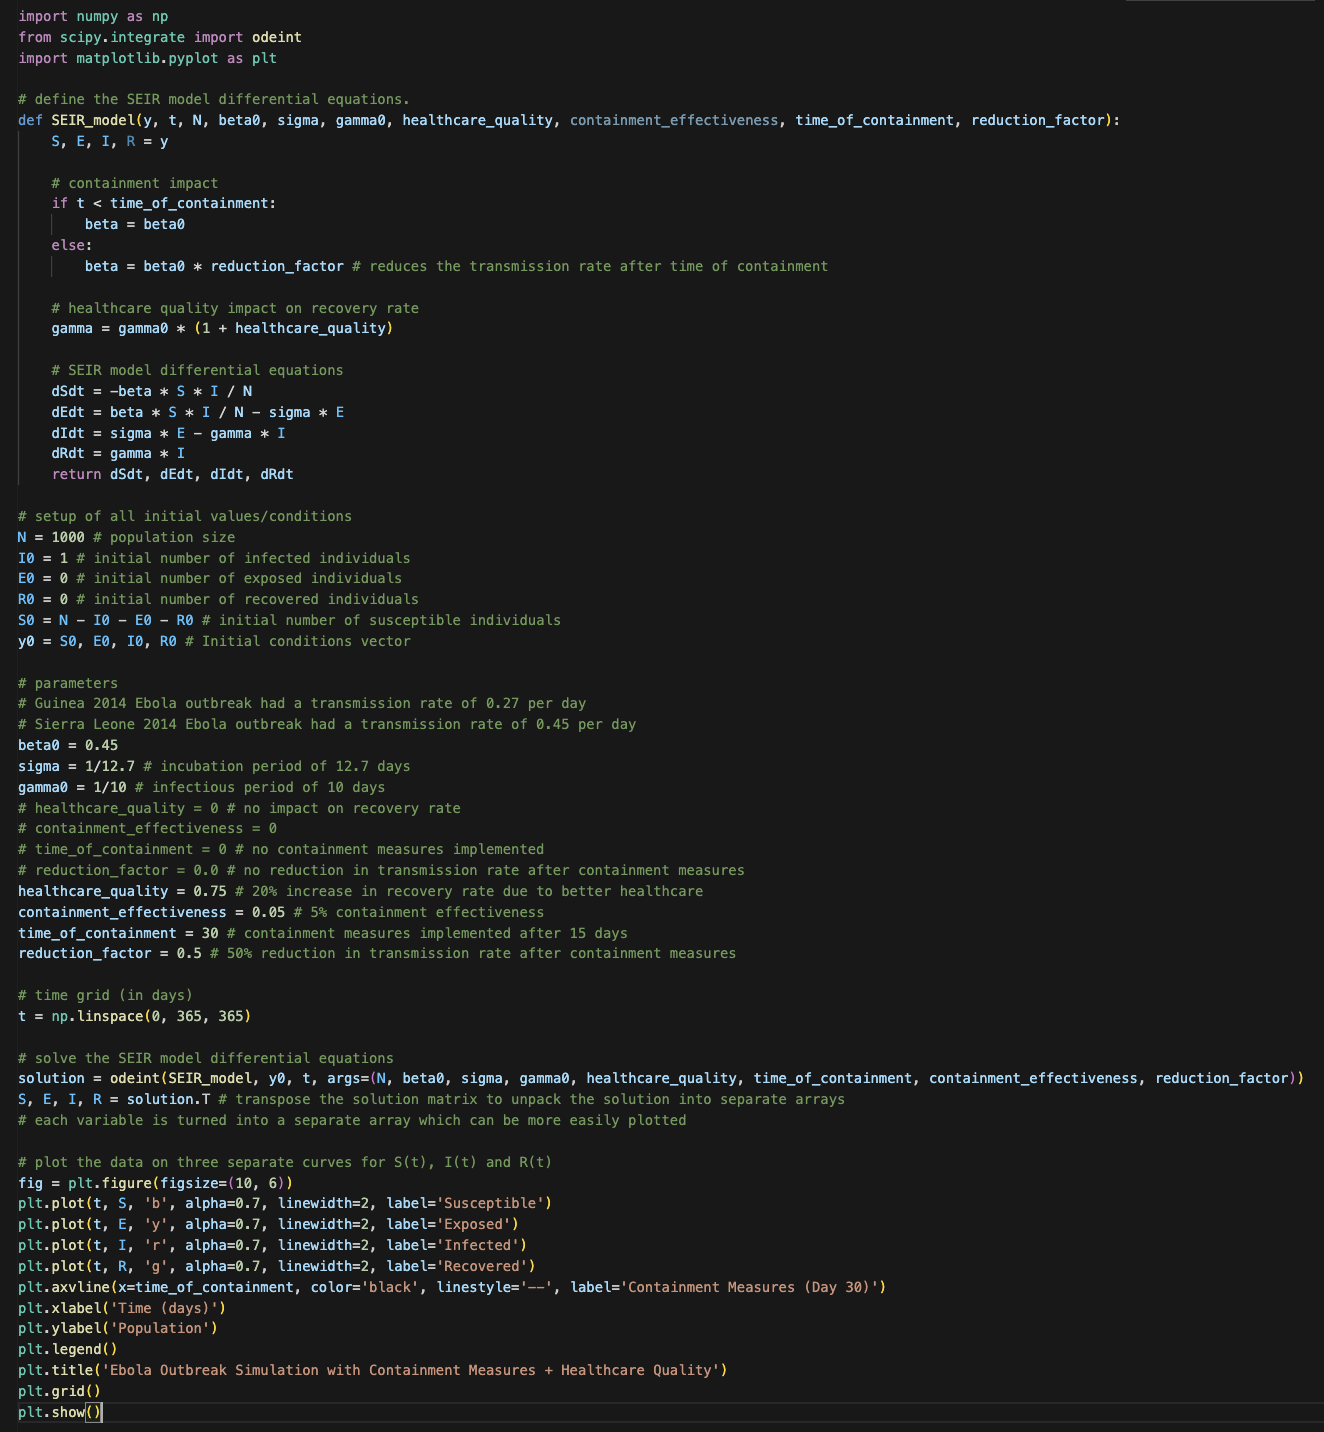 import numpy as np
from scipy.integrate import odeint
import matplotlib.pyplot as plt

# define the SEIR model differential equations.
def SEIR_model(y, t, N, beta0, sigma, gamma0, healthcare_quality, containment_effectiveness, time_of_containment, reduction_factor):
    S, E, I, R = y

    # containment impact
    if t < time_of_containment:
        beta = beta0
    else:
        beta = beta0 * reduction_factor # reduces the transmission rate after time of containment

    # healthcare quality impact on recovery rate
    gamma = gamma0 * (1 + healthcare_quality)

    # SEIR model differential equations
    dSdt = -beta * S * I / N
    dEdt = beta * S * I / N - sigma * E
    dIdt = sigma * E - gamma * I
    dRdt = gamma * I
    return dSdt, dEdt, dIdt, dRdt

# setup of all initial values/conditions
N = 1000 # population size
I0 = 1 # initial number of infected individuals
E0 = 0 # initial number of exposed individuals
R0 = 0 # initial number of recovered individuals
S0 = N - I0 - E0 - R0 # initial number of susceptible individuals
y0 = S0, E0, I0, R0 # Initial conditions vector

# parameters
# Guinea 2014 Ebola outbreak had a transmission rate of 0.27 per day
# Sierra Leone 2014 Ebola outbreak had a transmission rate of 0.45 per day
beta0 = 0.45
sigma = 1/12.7 # incubation period of 12.7 days
gamma0 = 1/10 # infectious period of 10 days
# healthcare_quality = 0 # no impact on recovery rate
# containment_effectiveness = 0
# time_of_containment = 0 # no containment measures implemented
# reduction_factor = 0.0 # no reduction in transmission rate after containment measures
healthcare_quality = 0.75 # 20% increase in recovery rate due to better healthcare
containment_effectiveness = 0.05 # 5% containment effectiveness
time_of_containment = 30 # containment measures implemented after 15 days
reduction_factor = 0.5 # 50% reduction in transmission rate after containment measures

# time grid (in days)
t = np.linspace(0, 365, 365)

# solve the SEIR model differential equations
solution = odeint(SEIR_model, y0, t, args=(N, beta0, sigma, gamma0, healthcare_quality, time_of_containment, containment_effectiveness, reduction_factor))
S, E, I, R = solution.T # transpose the solution matrix to unpack the solution into separate arrays
# each variable is turned into a separate array which can be more easily plotted

# plot the data on three separate curves for S(t), I(t) and R(t)
fig = plt.figure(figsize=(10, 6))
plt.plot(t, S, 'b', alpha=0.7, linewidth=2, label='Susceptible')
plt.plot(t, E, 'y', alpha=0.7, linewidth=2, label='Exposed')
plt.plot(t, I, 'r', alpha=0.7, linewidth=2, label='Infected')
plt.plot(t, R, 'g', alpha=0.7, linewidth=2, label='Recovered')
plt.axvline(x=time_of_containment, color='black', linestyle='--', label='Containment Measures (Day 30)')
plt.xlabel('Time (days)')
plt.ylabel('Population')
plt.legend()
plt.title('Ebola Outbreak Simulation with Containment Measures + Healthcare Quality')
plt.grid()
plt.show()